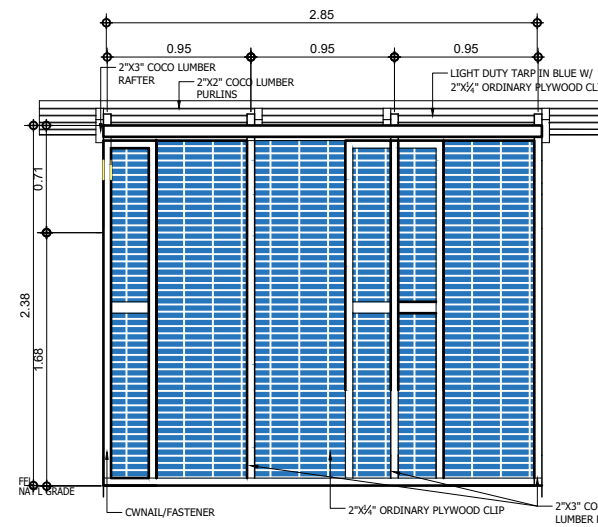 2.85
0.95 0.95 0.95
2"X3" COCO LUMBER
RAFTER
2"X2" COCO LUMBER
PURLINS
LIGHT DUTY TARP IN BLUE W/
2"X¼" ORDINARY PLYWOOD CLI
0.71
2.38
1.68
NAT'L GRADE
CWNAIL/FASTENER
2"X¼" ORDINARY PLYWOOD CLIP
2"X3" CO
LUMBER